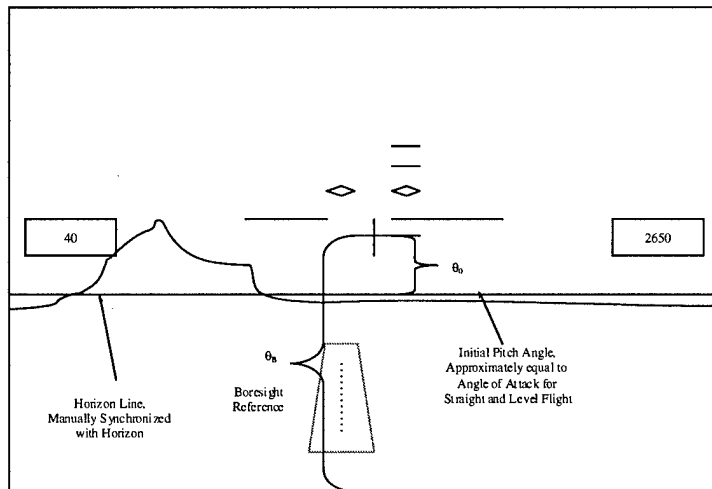 40
2650
θ₀
θB
Boresight
Reference
Horizon Line,
Manually Synchronized
with Horizon
Initial Pitch Angle,
Approximately equal to
Angle of Attack for
Straight and Level Flight